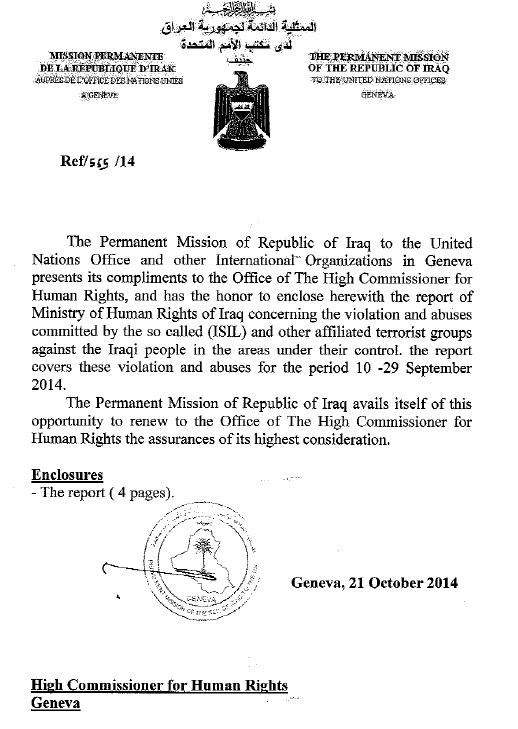 الممثلية الدائمة لجمهورية العراق
لدى مكتب الأمم المتحدة
جنيف
MISSION PERMANENTE
DE LA REPUBLIQUE D'IRAK
AUPRÈS DE L'OFFICE DES NATIONS UNIES
A GENÈVE
THE PERMANENT MISSION
OF THE REPUBLIC OF IRAQ
TO THE UNITED NATIONS OFFICES
GENEVA
Ref/565 /14
The Permanent Mission of Republic of Iraq to the United
Nations Office and other International Organizations in Geneva
presents its compliments to the Office of The High Commissioner for
Human Rights, and has the honor to enclose herewith the report of
Ministry of Human Rights of Iraq concerning the violation and abuses
committed by the so called (ISIL) and other affiliated terrorist groups
against the Iraqi people in the areas under their control. the report
covers these violation and abuses for the period 10 -29 September
2014.
The Permanent Mission of Republic of Iraq avails itself of this
opportunity to renew to the Office of The High Commissioner for
Human Rights the assurances of its highest consideration.
Enclosures
- The report ( 4 pages).
GENEVA
Geneva, 21 October 2014
High Commissioner for Human Rights
Geneva